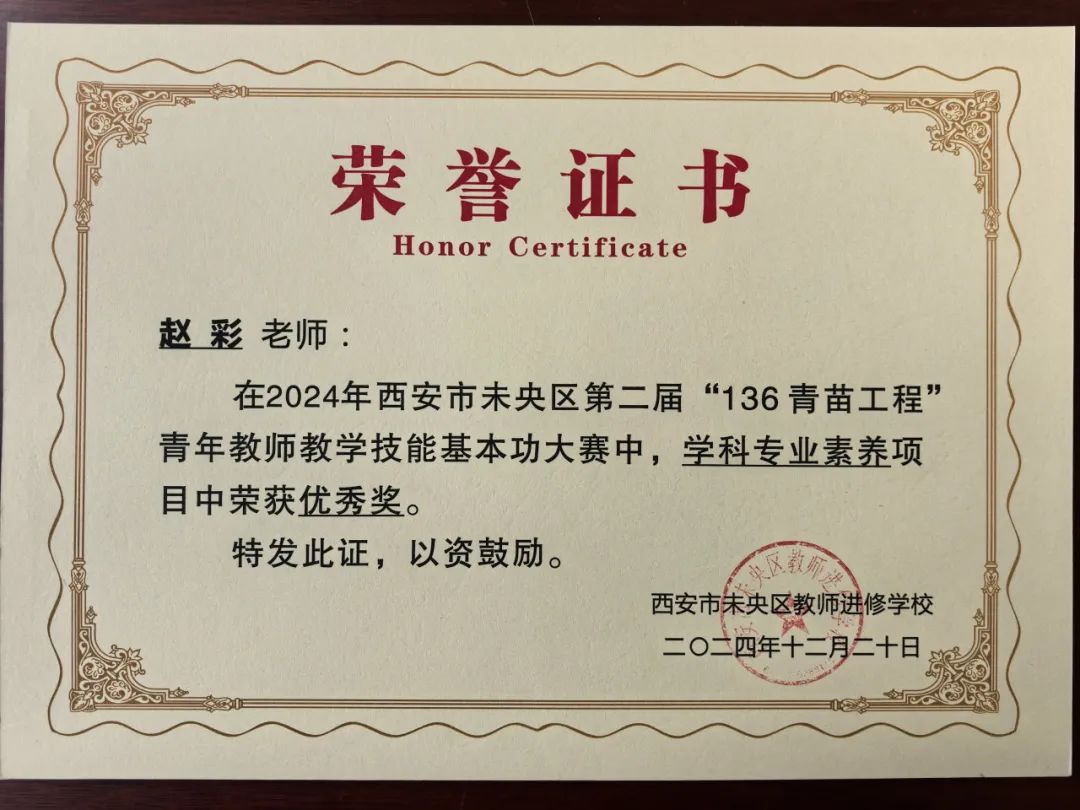 荣誉证书
Honor Certificate
赵彩 老师：
在2024年西安市未央区第二届“136青苗工程”
青年教师教学技能基本功大赛中，学科专业素养项
目中荣获优秀奖。
特发此证，以资鼓励。
西安市未央区教师进修学校
二〇二四年十二月二十日